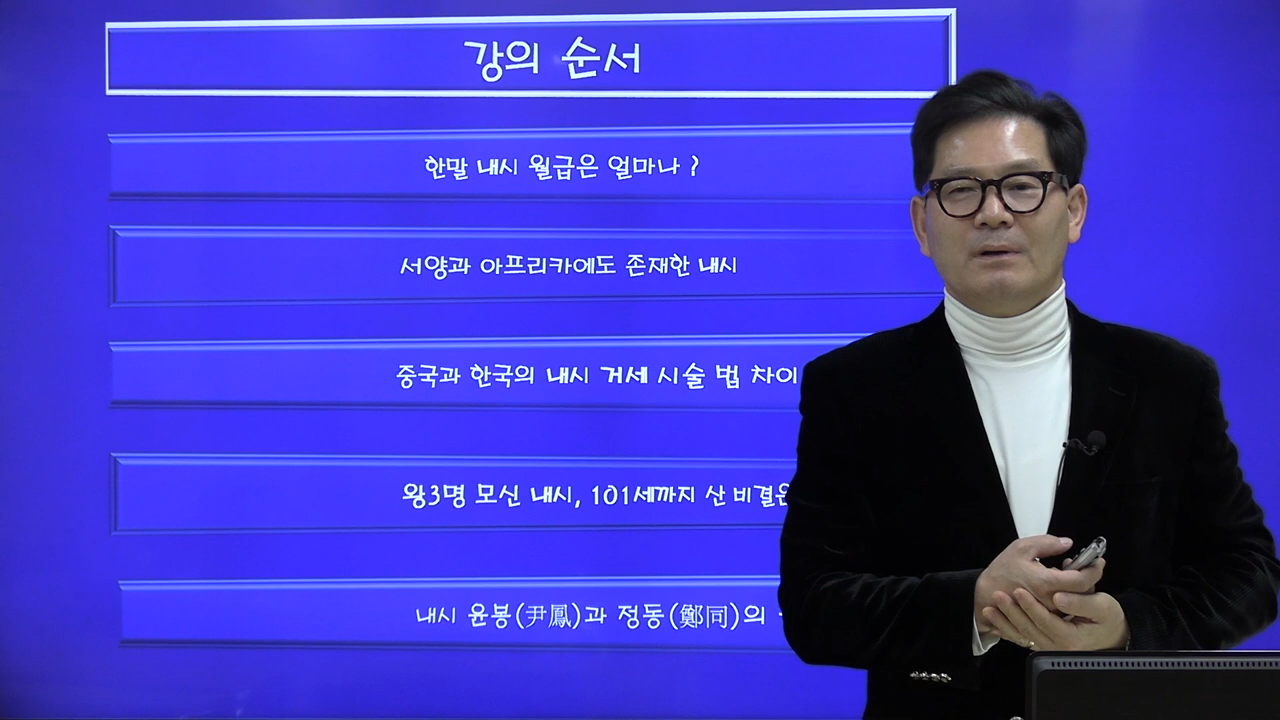 강의 순서
한말 내시 월급은 얼마나 ?
서양과 아프리카에도 존재한 내시
중국과 한국의 내시 거세 시술 법 차이
왕3명 모신 내시, 101세까지 산 비결은
내시 윤봉(尹鳳)과 정동(鄭同)의